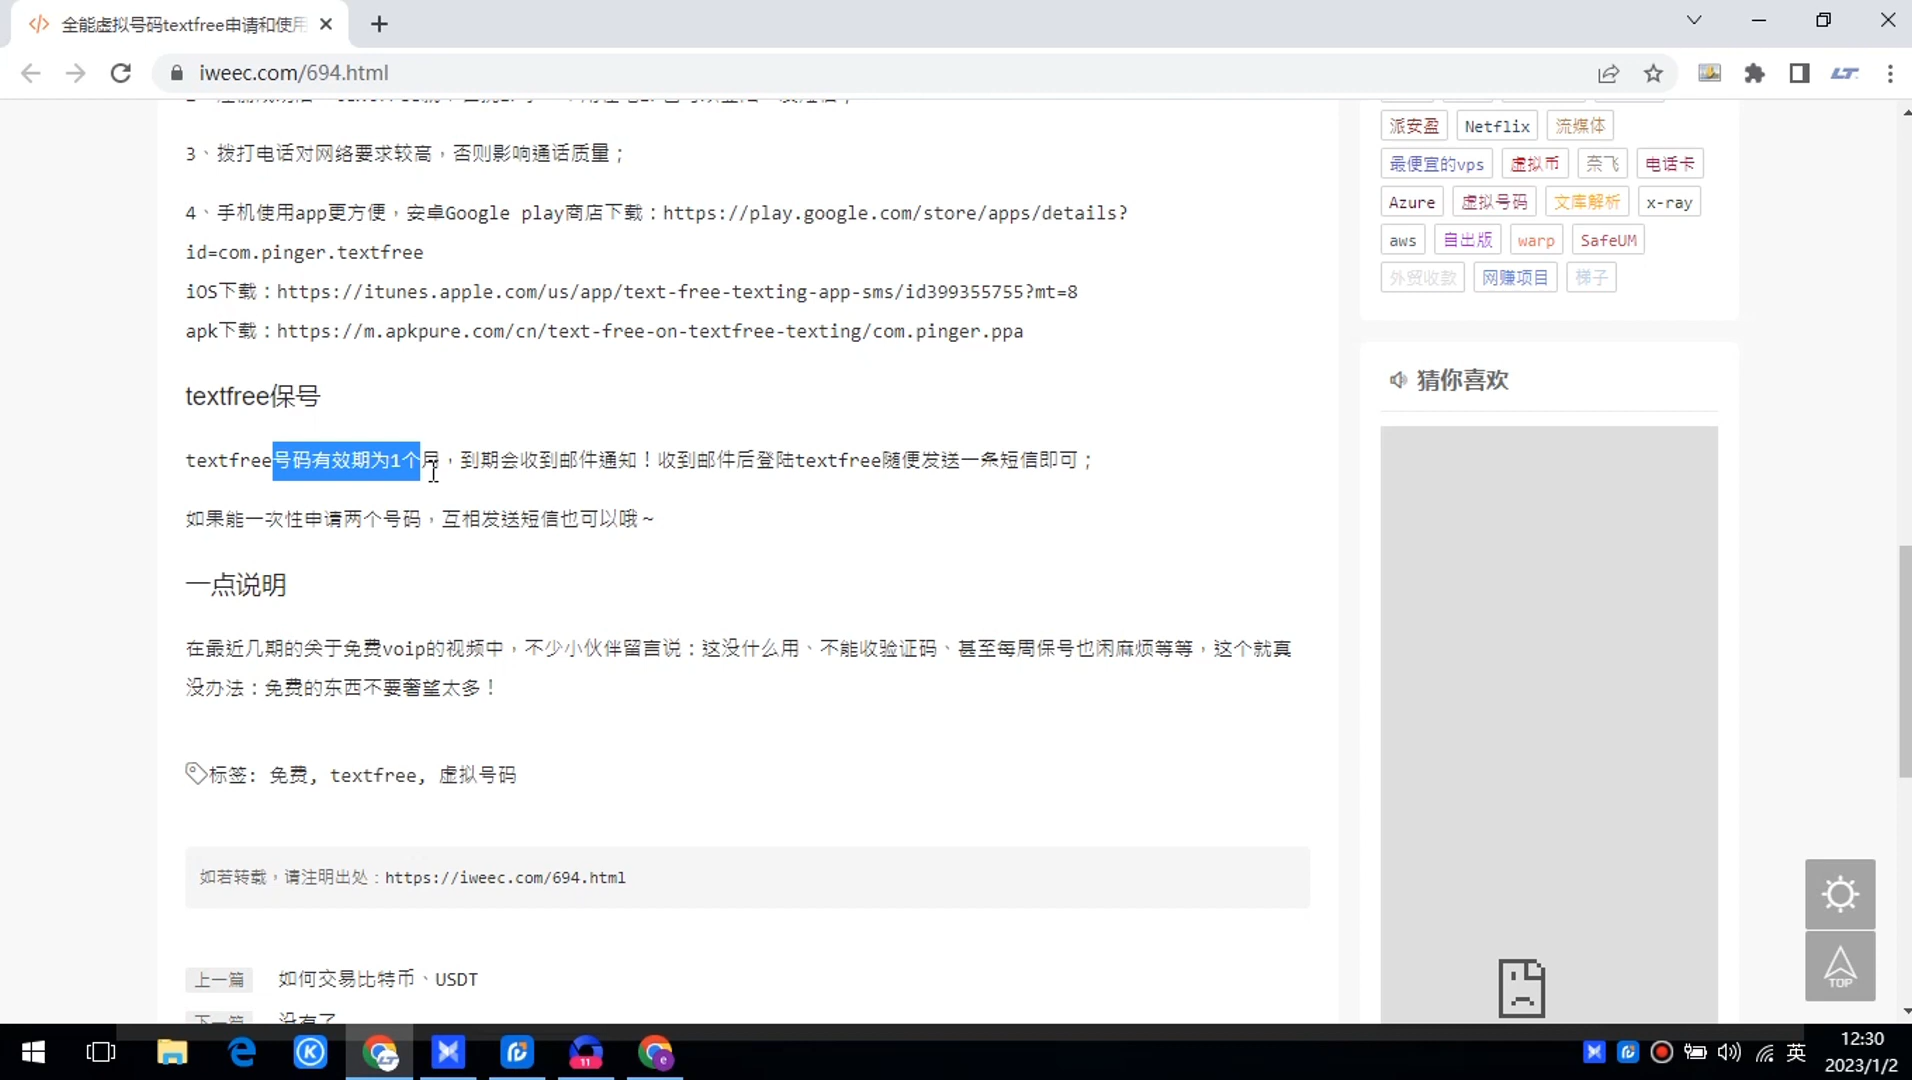 全能虚拟号码textfree申请和使用
iweec.com/694.html
3、拨打电话对网络要求较高，否则影响通话质量；
4、手机使用app更方便，安卓Google play商店下载：https://play.google.com/store/apps/details?
id=com.pinger.textfree
iOS下载：https://itunes.apple.com/us/app/text-free-texting-app-sms/id399355755?mt=8
apk下载：https://m.apkpure.com/cn/text-free-on-textfree-texting/com.pinger.ppa
textfree保号
textfree号码有效期为1个月，到期会收到邮件通知！收到邮件后登陆textfree随便发送一条短信即可；
如果能一次性申请两个号码，互相发送短信也可以哦~
一点说明
在最近几期的关于免费voip的视频中，不少小伙伴留言说：这没什么用、不能收验证码、甚至每周保号也闲麻烦等等，这个就真
没办法：免费的东西不要奢望太多！
标签: 免费, textfree, 虚拟号码
如若转载，请注明出处：https://iweec.com/694.html
上一篇 如何交易比特币、USDT
下一篇 没有了
派安盈 Netflix 流媒体
最便宜的vps 虚拟币 奈飞 电话卡
Azure 虚拟号码 文库解析 x-ray
aws 自出版 warp SafeUM
外贸收款 网赚项目 梯子
猜你喜欢
TOP
11
英
12:30
2023/1/2